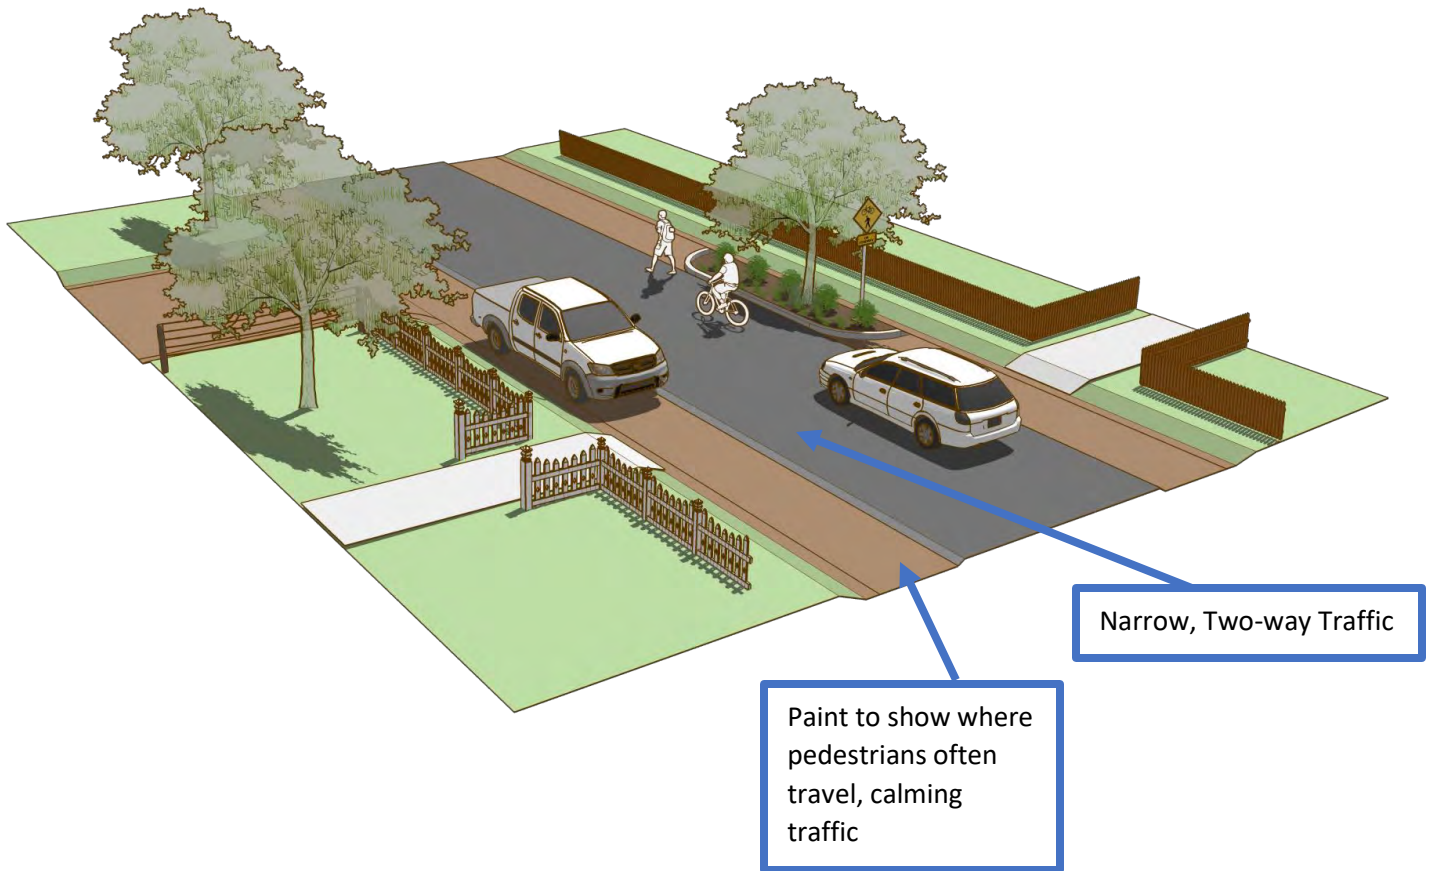 Narrow, Two-way Traffic
Paint to show where
pedestrians often
travel, calming
traffic